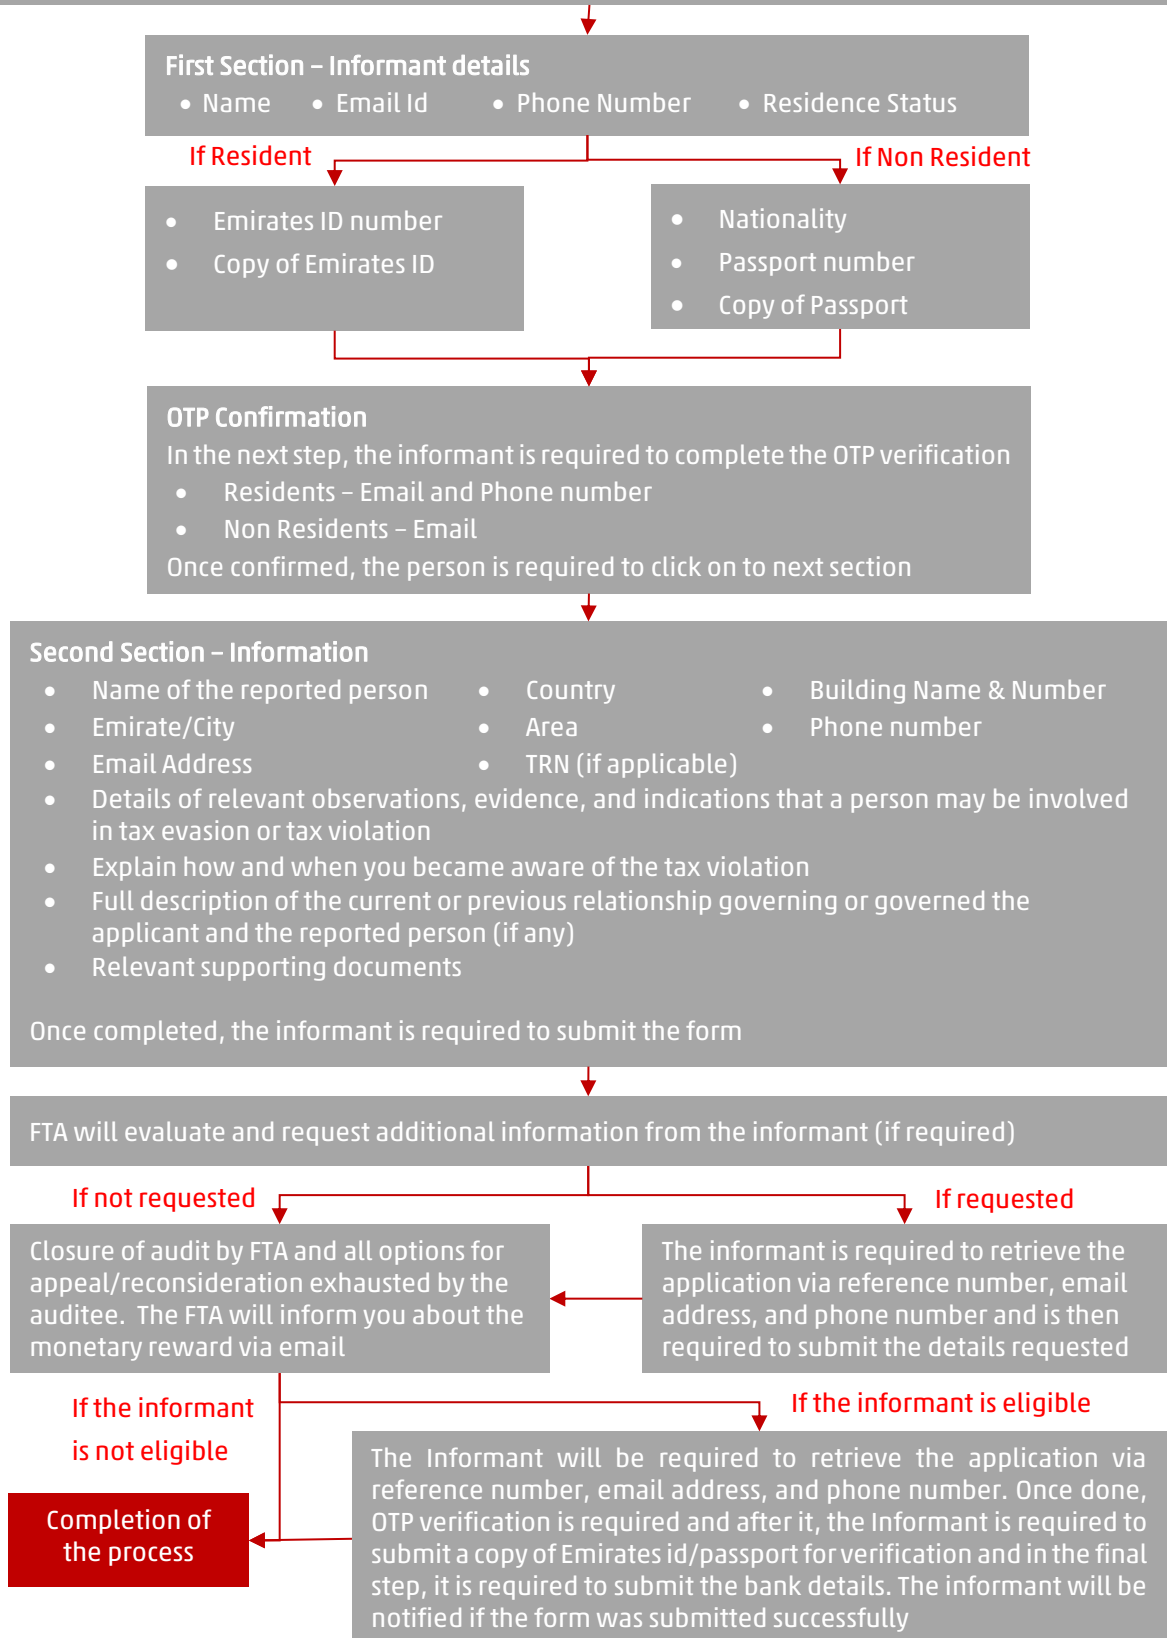 First Section – Informant details
• Name • Email Id • Phone Number • Residence Status
If Resident
If Non Resident
• Emirates ID number
• Copy of Emirates ID
• Nationality
• Passport number
• Copy of Passport
OTP Confirmation
In the next step, the informant is required to complete the OTP verification
• Residents – Email and Phone number
• Non Residents – Email
Once confirmed, the person is required to click on to next section
Second Section – Information
• Name of the reported person • Country • Building Name & Number
• Emirate/City • Area • Phone number
• Email Address • TRN (if applicable)
• Details of relevant observations, evidence, and indications that a person may be involved
in tax evasion or tax violation
• Explain how and when you became aware of the tax violation
• Full description of the current or previous relationship governing or governed the
applicant and the reported person (if any)
• Relevant supporting documents
Once completed, the informant is required to submit the form
FTA will evaluate and request additional information from the informant (if required)
If not requested
If requested
Closure of audit by FTA and all options for
appeal/reconsideration exhausted by the
auditee. The FTA will inform you about the
monetary reward via email
The informant is required to retrieve the
application via reference number, email
address, and phone number and is then
required to submit the details requested
If the informant
is not eligible
If the informant is eligible
The Informant will be required to retrieve the application via
reference number, email address, and phone number. Once done,
OTP verification is required and after it, the Informant is required to
submit a copy of Emirates id/passport for verification and in the final
step, it is required to submit the bank details. The informant will be
notified if the form was submitted successfully
Completion of
the process